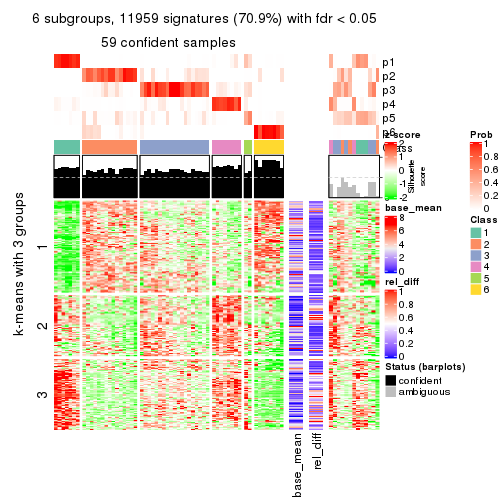 6 subgroups, 11959 signatures (70.9%) with fdr < 0.05
59 confident samples
p1
p2
p3
p4
p5
p6
Class
z-score
2
1
0
-1
-2
Silhouette
score
1
2
3
k-means with 3 groups
base_mean
8
6
4
2
0
rel_diff
1
0.8
0.6
0.4
0.2
0
Prob
1
0.8
0.6
0.4
0.2
0
Class
1
2
3
4
5
6
Status (barplots)
confident
ambiguous
base_mean
rel_diff